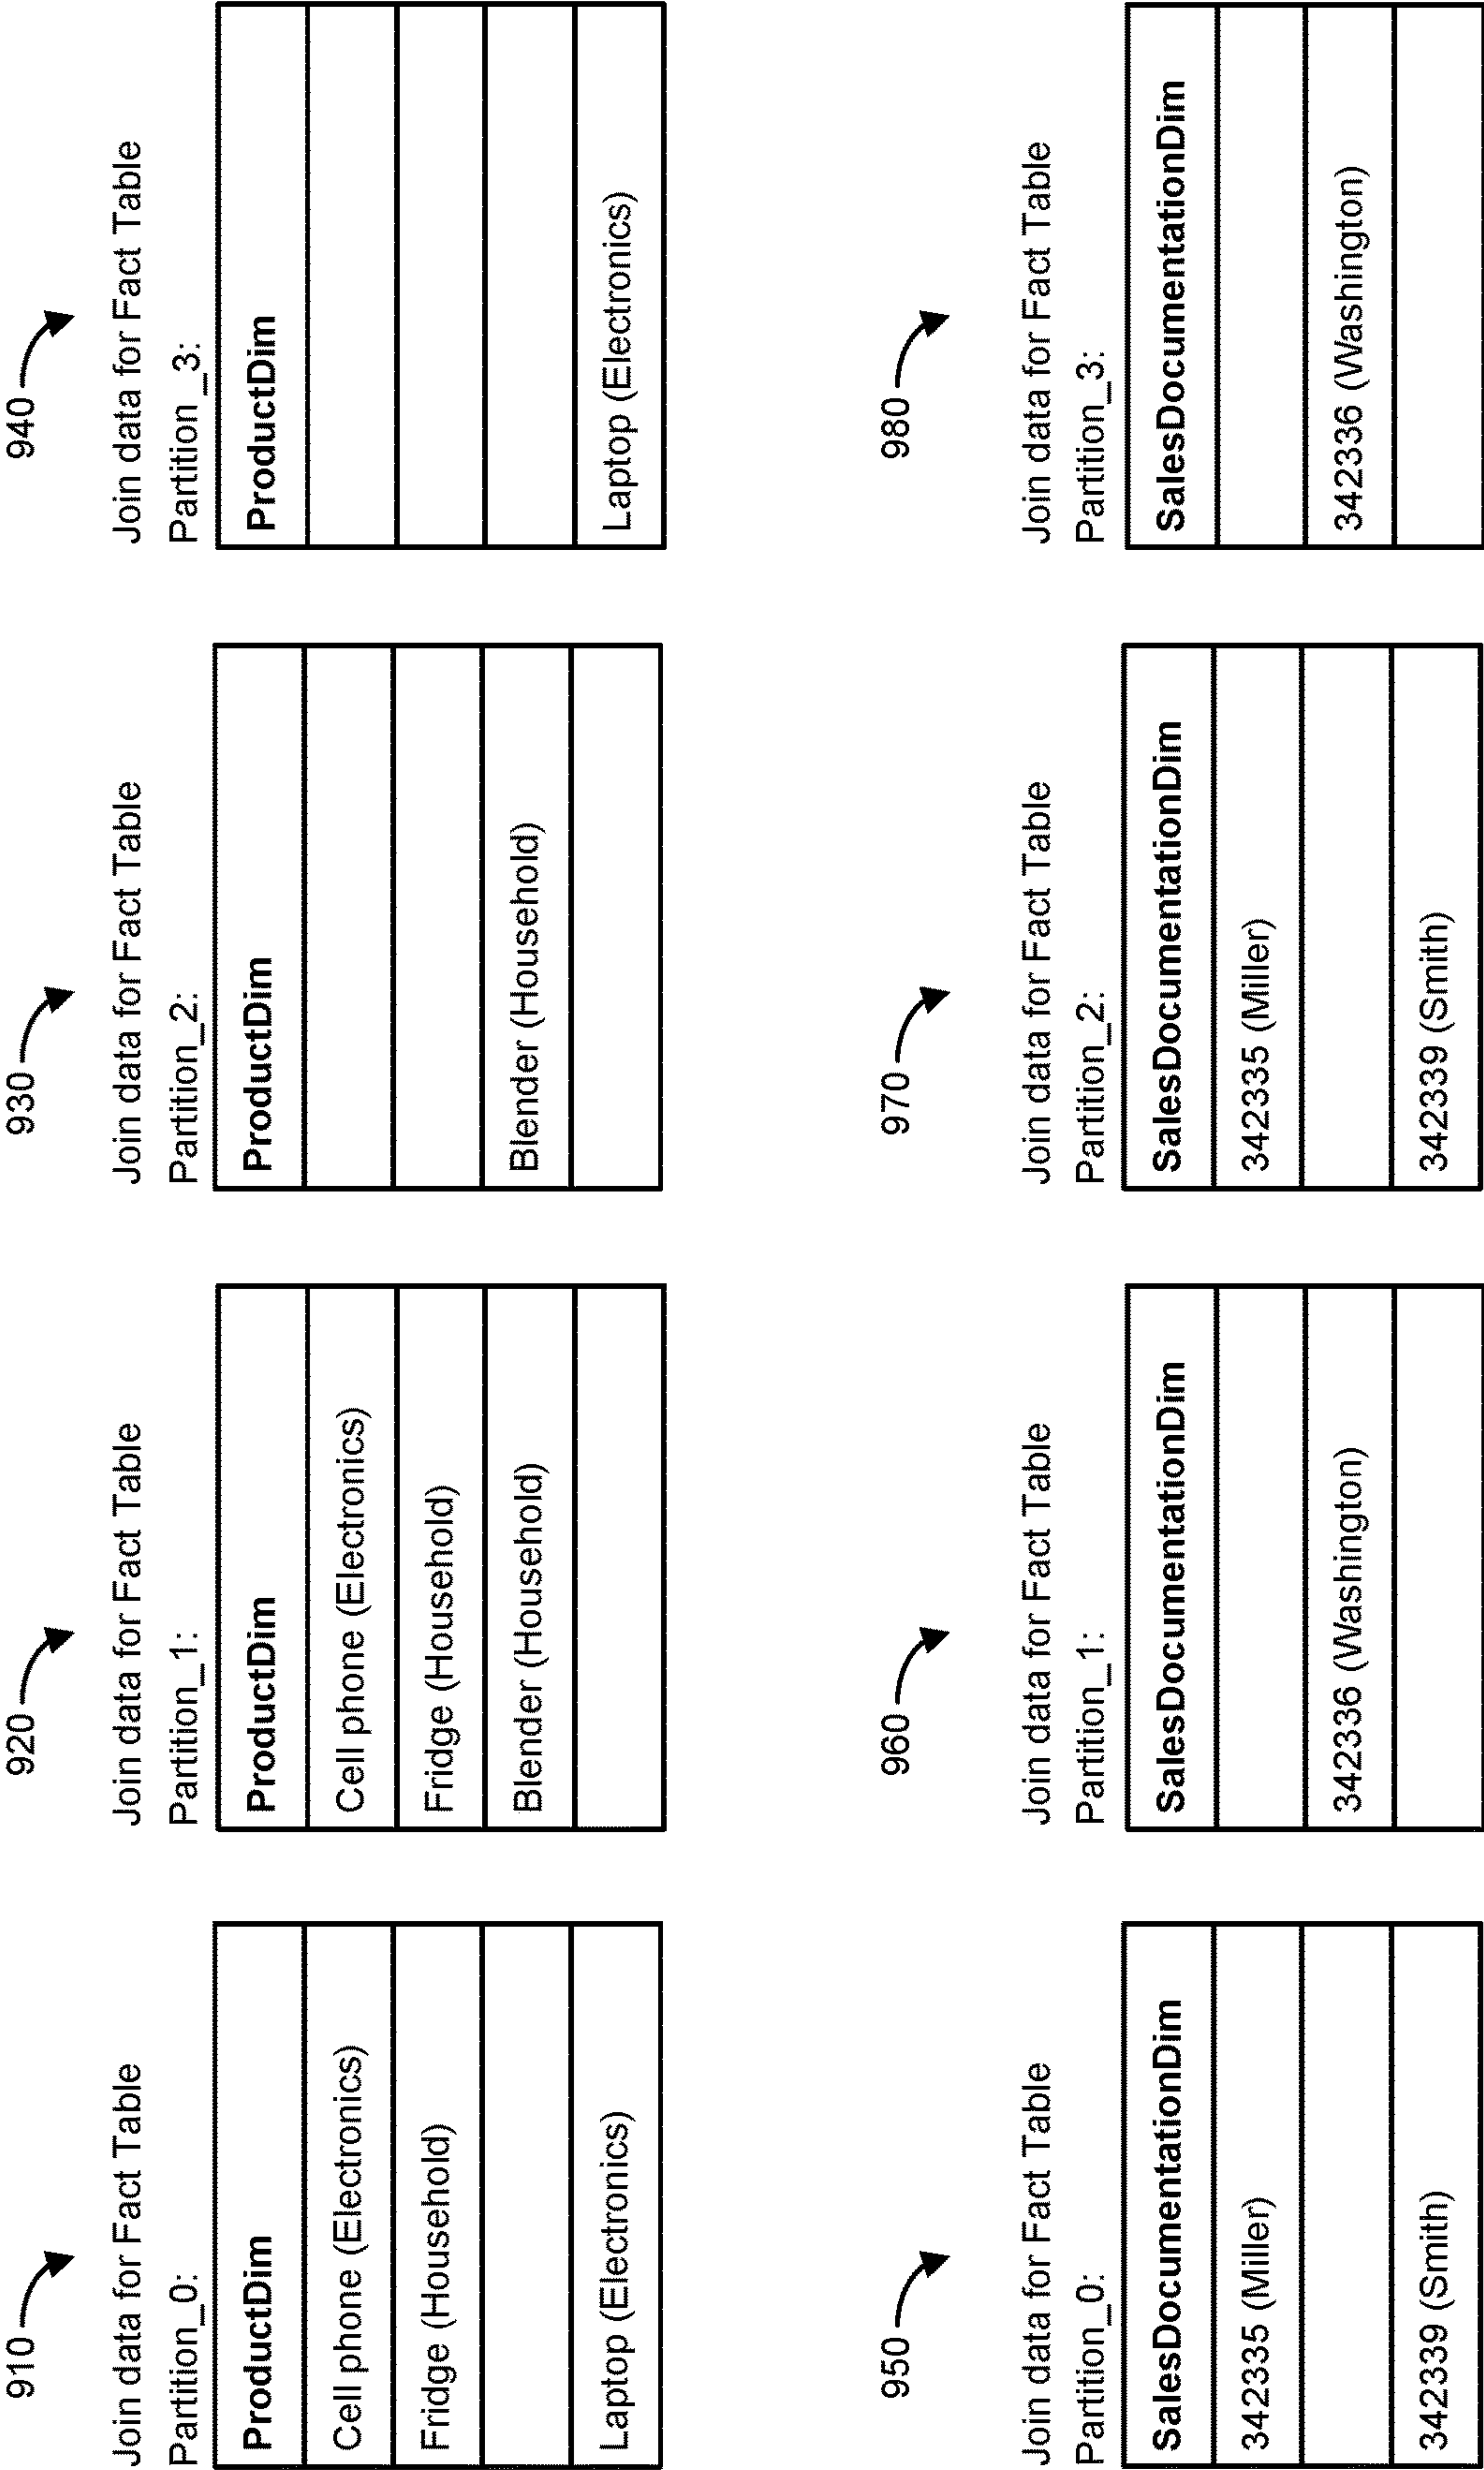 910
Join data for Fact Table
Partition_0:
ProductDim
Cell phone (Electronics)
Fridge (Household)
Laptop (Electronics)
920
Join data for Fact Table
Partition_1:
ProductDim
Cell phone (Electronics)
Fridge (Household)
Blender (Household)
930
Join data for Fact Table
Partition_2:
ProductDim
Blender (Household)
940
Join data for Fact Table
Partition _3:
ProductDim
Laptop (Electronics)
950
Join data for Fact Table
Partition_0:
SalesDocumentationDim
342335 (Miller)
342339 (Smith)
960
Join data for Fact Table
Partition_1:
SalesDocumentationDim
342336 (Washington)
970
Join data for Fact Table
Partition_2:
SalesDocumentationDim
342335 (Miller)
342339 (Smith)
980
Join data for Fact Table
Partition_3:
SalesDocumentationDim
342336 (Washington)